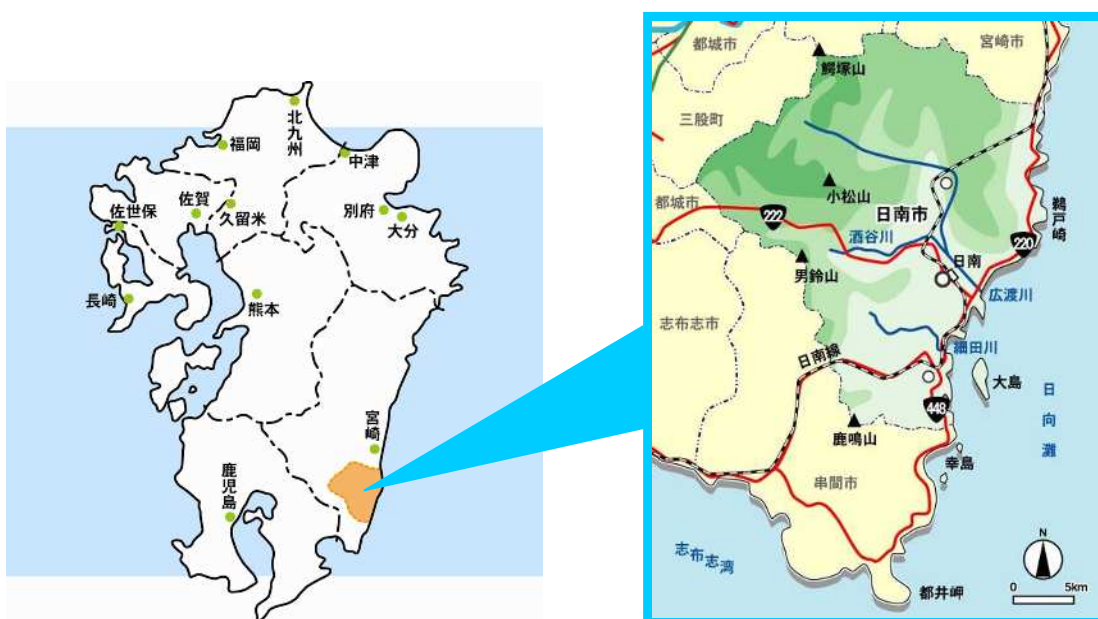 北九州
福岡
中津
佐賀
久留米
佐世保
別府
大分
長崎
熊本
宮崎
鹿児島
都城市
宮崎市
鰐塚山
三股町
小松山
都城市
222
日南市
酒谷川
鵜戸崎
220
日南
男鈴山
広渡川
志布志市
細田川
日南線
大島
日向灘
448
鹿鳴山
幸島
串間市
志布志湾
都井岬
N
0 5km